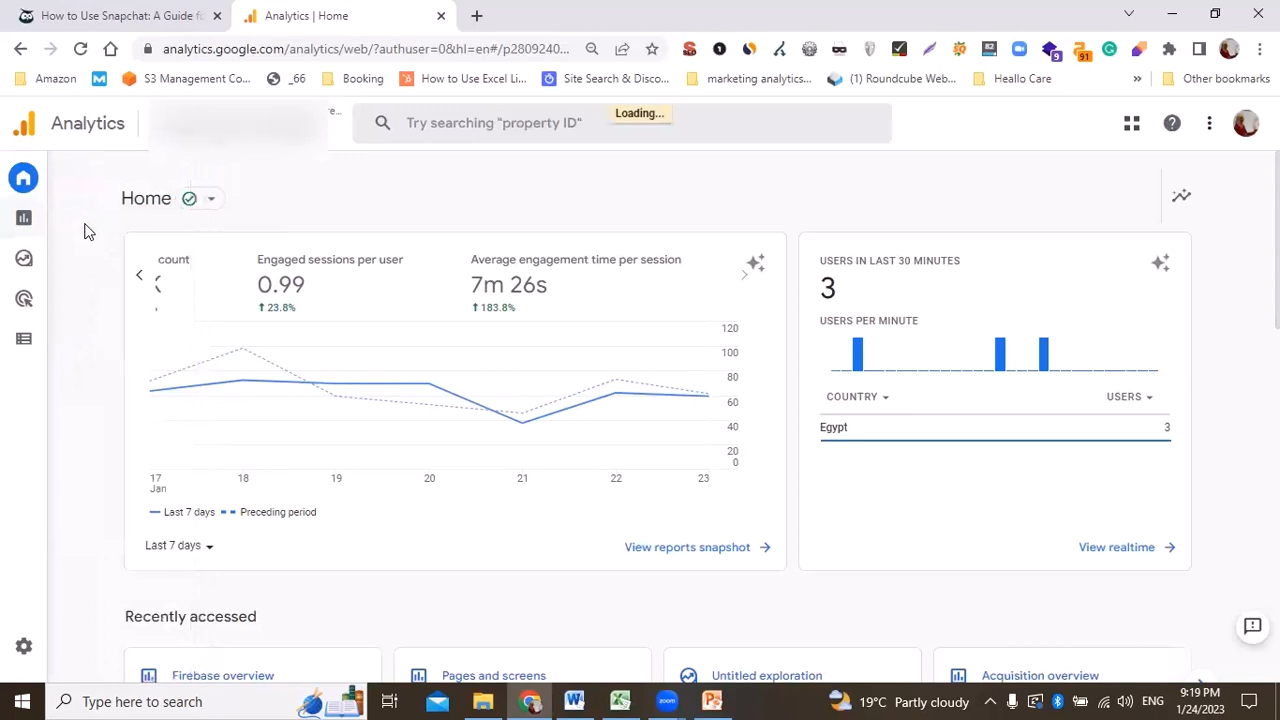 How to Use Snapchat: A Guide fo
Analytics | Home
analytics.google.com/analytics/web/?authuser=0&hl=en#/p2809240...
82
9
91
Amazon
S3 Management Co...
_66
Booking
How to Use Excel Li...
Site Search & Disco...
marketing analytics...
(1) Roundcube Web...
Heallo Care
»
Other bookmarks
Analytics
re...
Try searching "property ID"
Loading...
Home
count
Engaged sessions per user
Average engagement time per session
0.99
7m 26s
↑ 23.8%
↑ 183.8%
120
100
80
60
40
20
0
17
Jan
18
19
20
21
22
23
Last 7 days
Preceding period
Last 7 days
View reports snapshot
USERS IN LAST 30 MINUTES
3
USERS PER MINUTE
COUNTRY
USERS
Egypt
3
View realtime
Recently accessed
Firebase overview
Pages and screens
Untitled exploration
Acquisition overview
Type here to search
19°C Partly cloudy
ENG
9:19 PM
1/24/2023